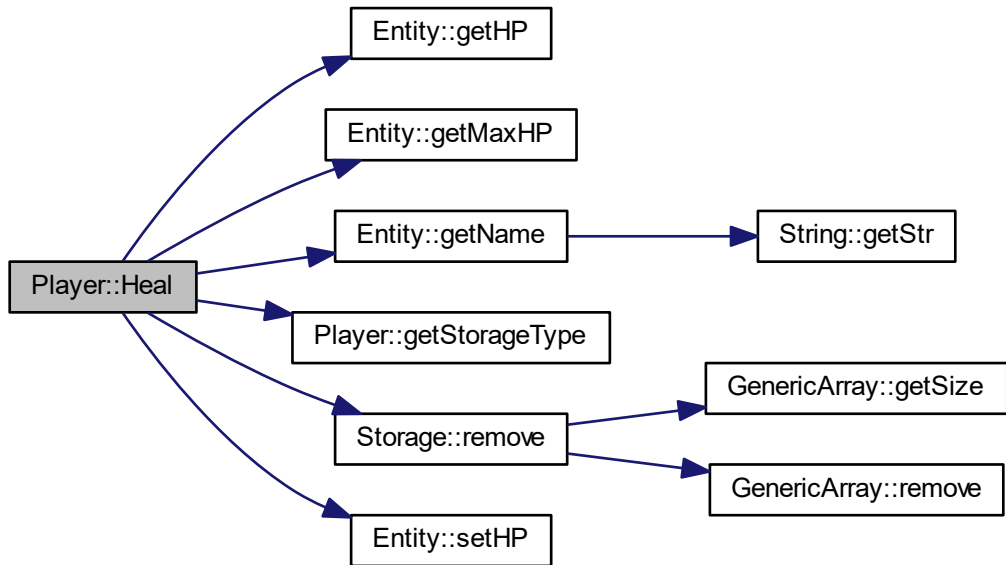 Entity::getHP
Entity::getMaxHP
Entity::getName
String::getStr
Player::Heal
Player::getStorageType
GenericArray::getSize
Storage::remove
GenericArray::remove
Entity::setHP